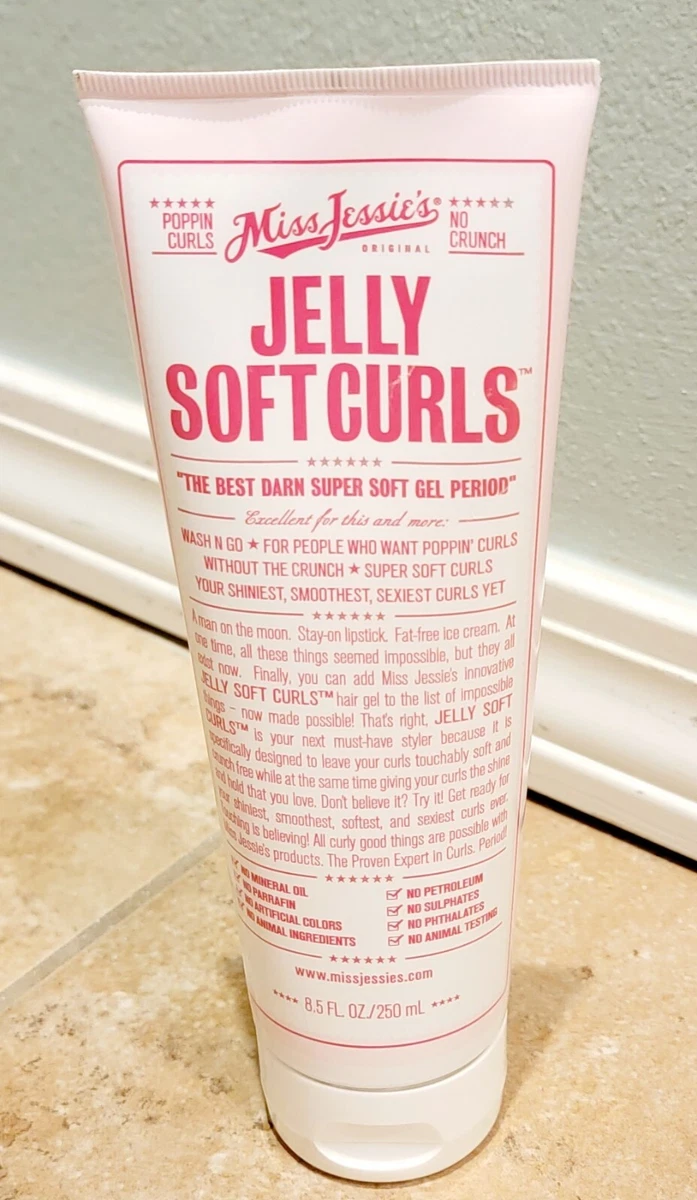 ★★★★★ ★★★★★
POPPIN CURLS
Miss Jessie's®
ORIGINAL
NO CRUNCH
JELLY
SOFT CURLS™
★★★★★★
"THE BEST DARN SUPER SOFT GEL PERIOD"
Excellent for this and more:
WASH N GO ★ FOR PEOPLE WHO WANT POPPIN' CURLS
WITHOUT THE CRUNCH ★ SUPER SOFT CURLS
YOUR SHINIEST, SMOOTHEST, SEXIEST CURLS YET
★★★★★★
A man on the moon. Stay-on lipstick. Fat-free ice cream. At
one time, all these things seemed impossible, but they all
exist now. Finally, you can add Miss Jessie's Innovative
JELLY SOFT CURLS™ hair gel to the list of impossible
things – now made possible! That's right, JELLY SOFT
CURLS™ is your next must-have styler because it is
specifically designed to leave your curls touchably soft and
crunch free while at the same time giving your curls the shine
and hold that you love. Don't believe it? Try it! Get ready for
your shiniest, smoothest, softest, and sexiest curls ever.
Touching is believing! All curly good things are possible with
Miss Jessie's products. The Proven Expert in Curls. Period!
★★★★★★
NO MINERAL OIL
NO PARRAFIN
NO ARTIFICIAL COLORS
NO ANIMAL INGREDIENTS
NO PETROLEUM
NO SULPHATES
NO PHTHALATES
NO ANIMAL TESTING
★★★★★★
www.missjessies.com
★★★★ 8.5 FL. OZ./250 mL ★★★★